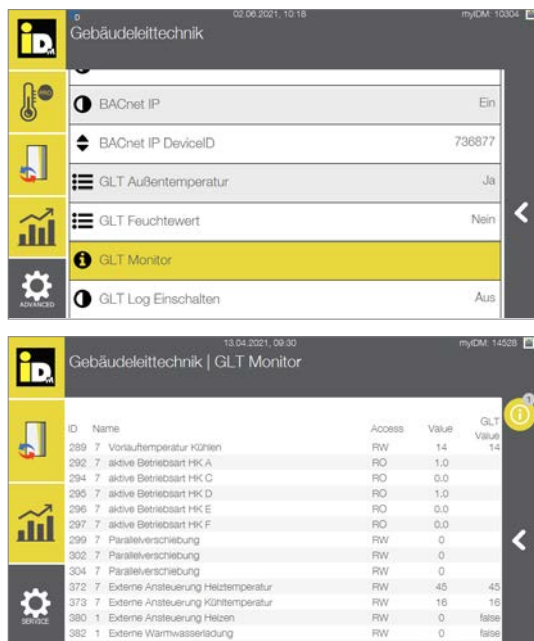 iDM
D
02.06.2021, 10:18
myIDM: 10304
Gebäudeleittechnik
BACnet IP Ein
BACnet IP DeviceID 736877
GLT Außentemperatur Ja
GLT Feuchtewert Nein
GLT Monitor
GLT Log Einschalten Aus
PRO
ADVANCED
iDM
13.04.2021, 09:30
myIDM: 14528
Gebäudeleittechnik | GLT Monitor
1
ID Name Access Value GLT Value
289 7 Vorlauftemperatur Kühlen RW 14 14
292 7 aktive Betriebsart HK A RO 1.0
294 7 aktive Betriebsart HK C RO 0.0
295 7 aktive Betriebsart HK D RO 1.0
296 7 aktive Betriebsart HK E RO 0.0
297 7 aktive Betriebsart HK F RO 0.0
299 7 Parallelverschiebung RW 0
302 7 Parallelverschiebung RW 0
304 7 Parallelverschiebung RW 0
372 7 Externe Ansteuerung Heiztemperatur RW 45 45
373 7 Externe Ansteuerung Kühltemperatur RW 16 16
380 1 Externe Ansteuerung Heizen RW 0 false
382 1 Externe Warmwasserladung RW 0 false
SERVICE